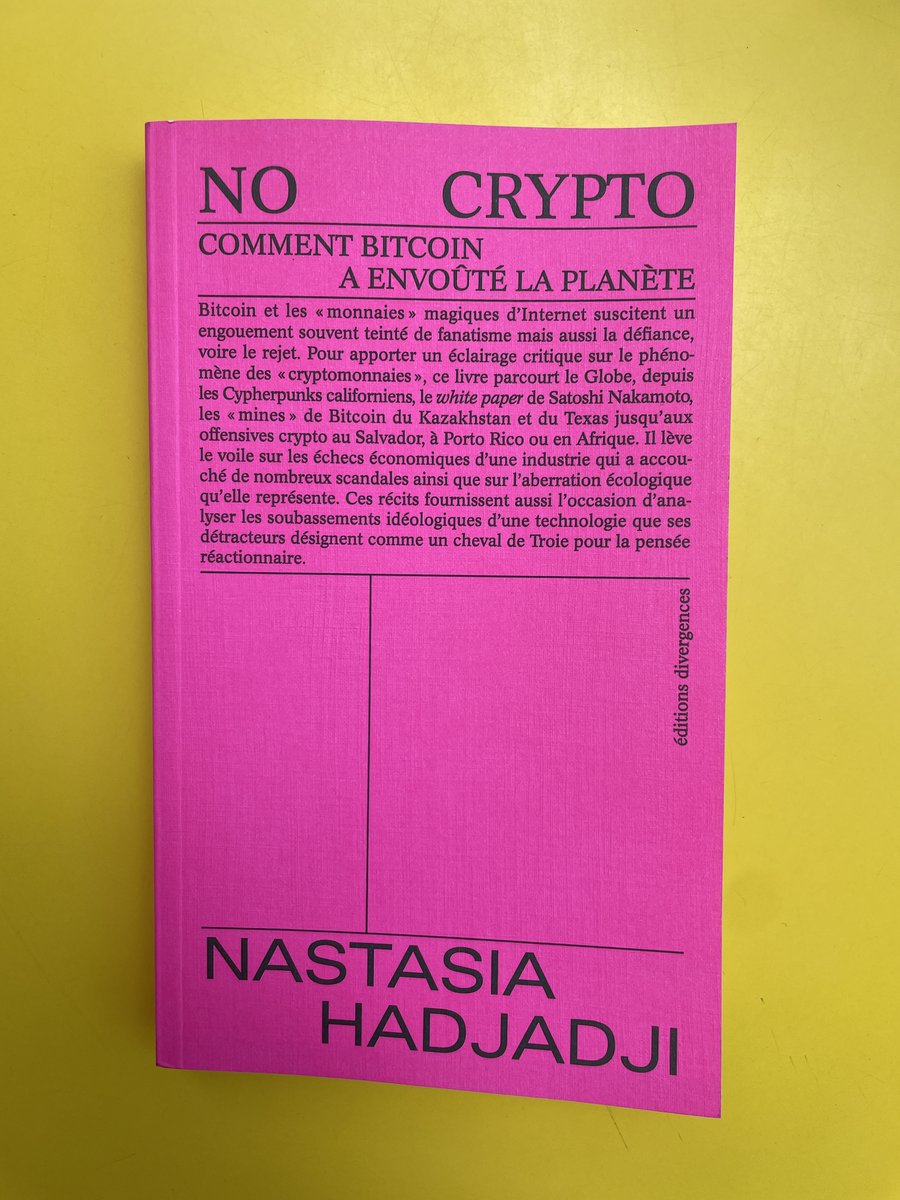 NO CRYPTO
COMMENT BITCOIN
A ENVOÛTÉ LA PLANÈTE
Bitcoin et les « monnaies » magiques d’Internet suscitent un
engouement souvent teinté de fanatisme mais aussi la défiance,
voire le rejet. Pour apporter un éclairage critique sur le phéno-
mène des « cryptomonnaies », ce livre parcourt le Globe, depuis
les Cypherpunks californiens, le white paper de Satoshi Nakamoto,
les « mines » de Bitcoin du Kazakhstan et du Texas jusqu’aux
offensives crypto au Salvador, à Porto Rico ou en Afrique. Il lève
le voile sur les échecs économiques d’une industrie qui a accou-
ché de nombreux scandales ainsi que sur l’aberration écologique
qu’elle représente. Ces récits fournissent aussi l’occasion d’ana-
lyser les soubassements idéologiques d’une technologie que ses
détracteurs désignent comme un cheval de Troie pour la pensée
réactionnaire.
éditions divergences
NASTASIA
HADJADJI